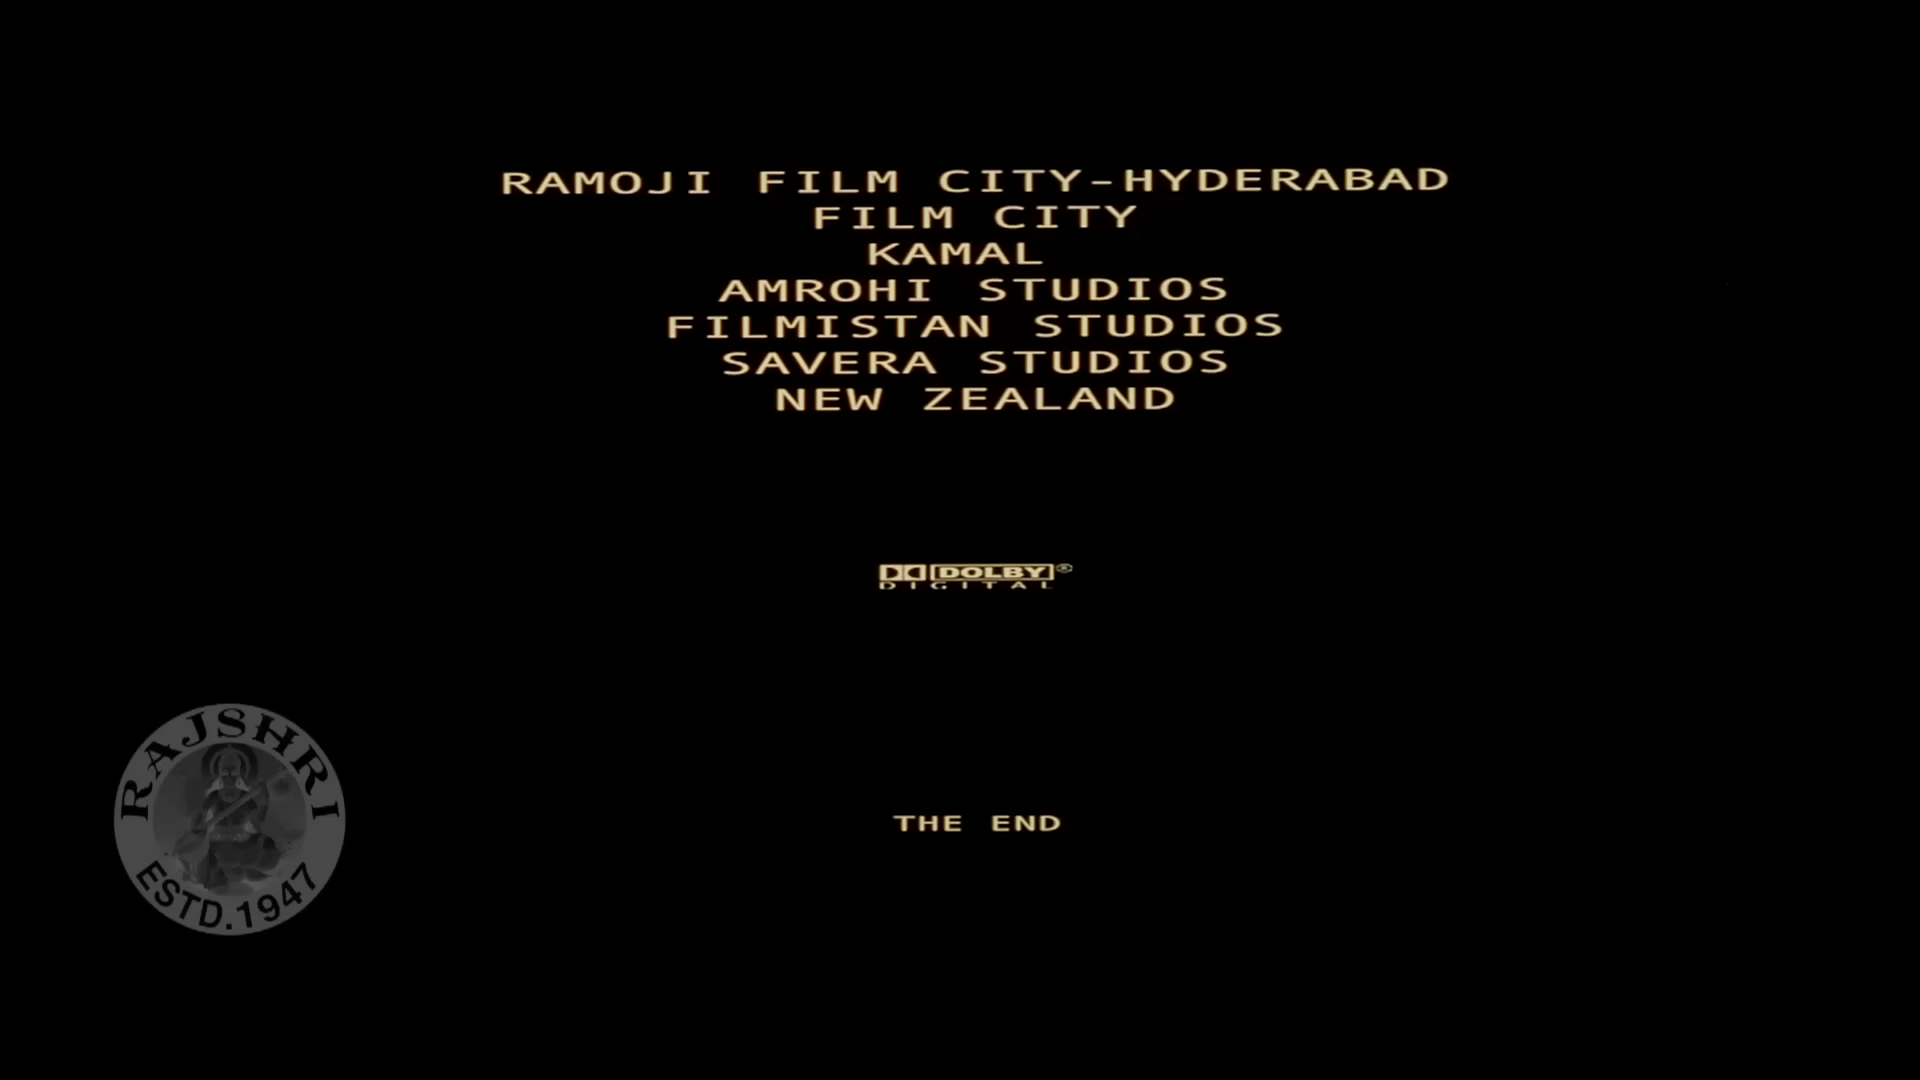 RAMOJI FILM CITY-HYDERABAD
FILM CITY
KAMAL
AMROHI STUDIOS
FILMISTAN STUDIOS
SAVERA STUDIOS
NEW ZEALAND
DOLBY®
DIGITAL
THE END
RAJSHRI
ESTD.1947